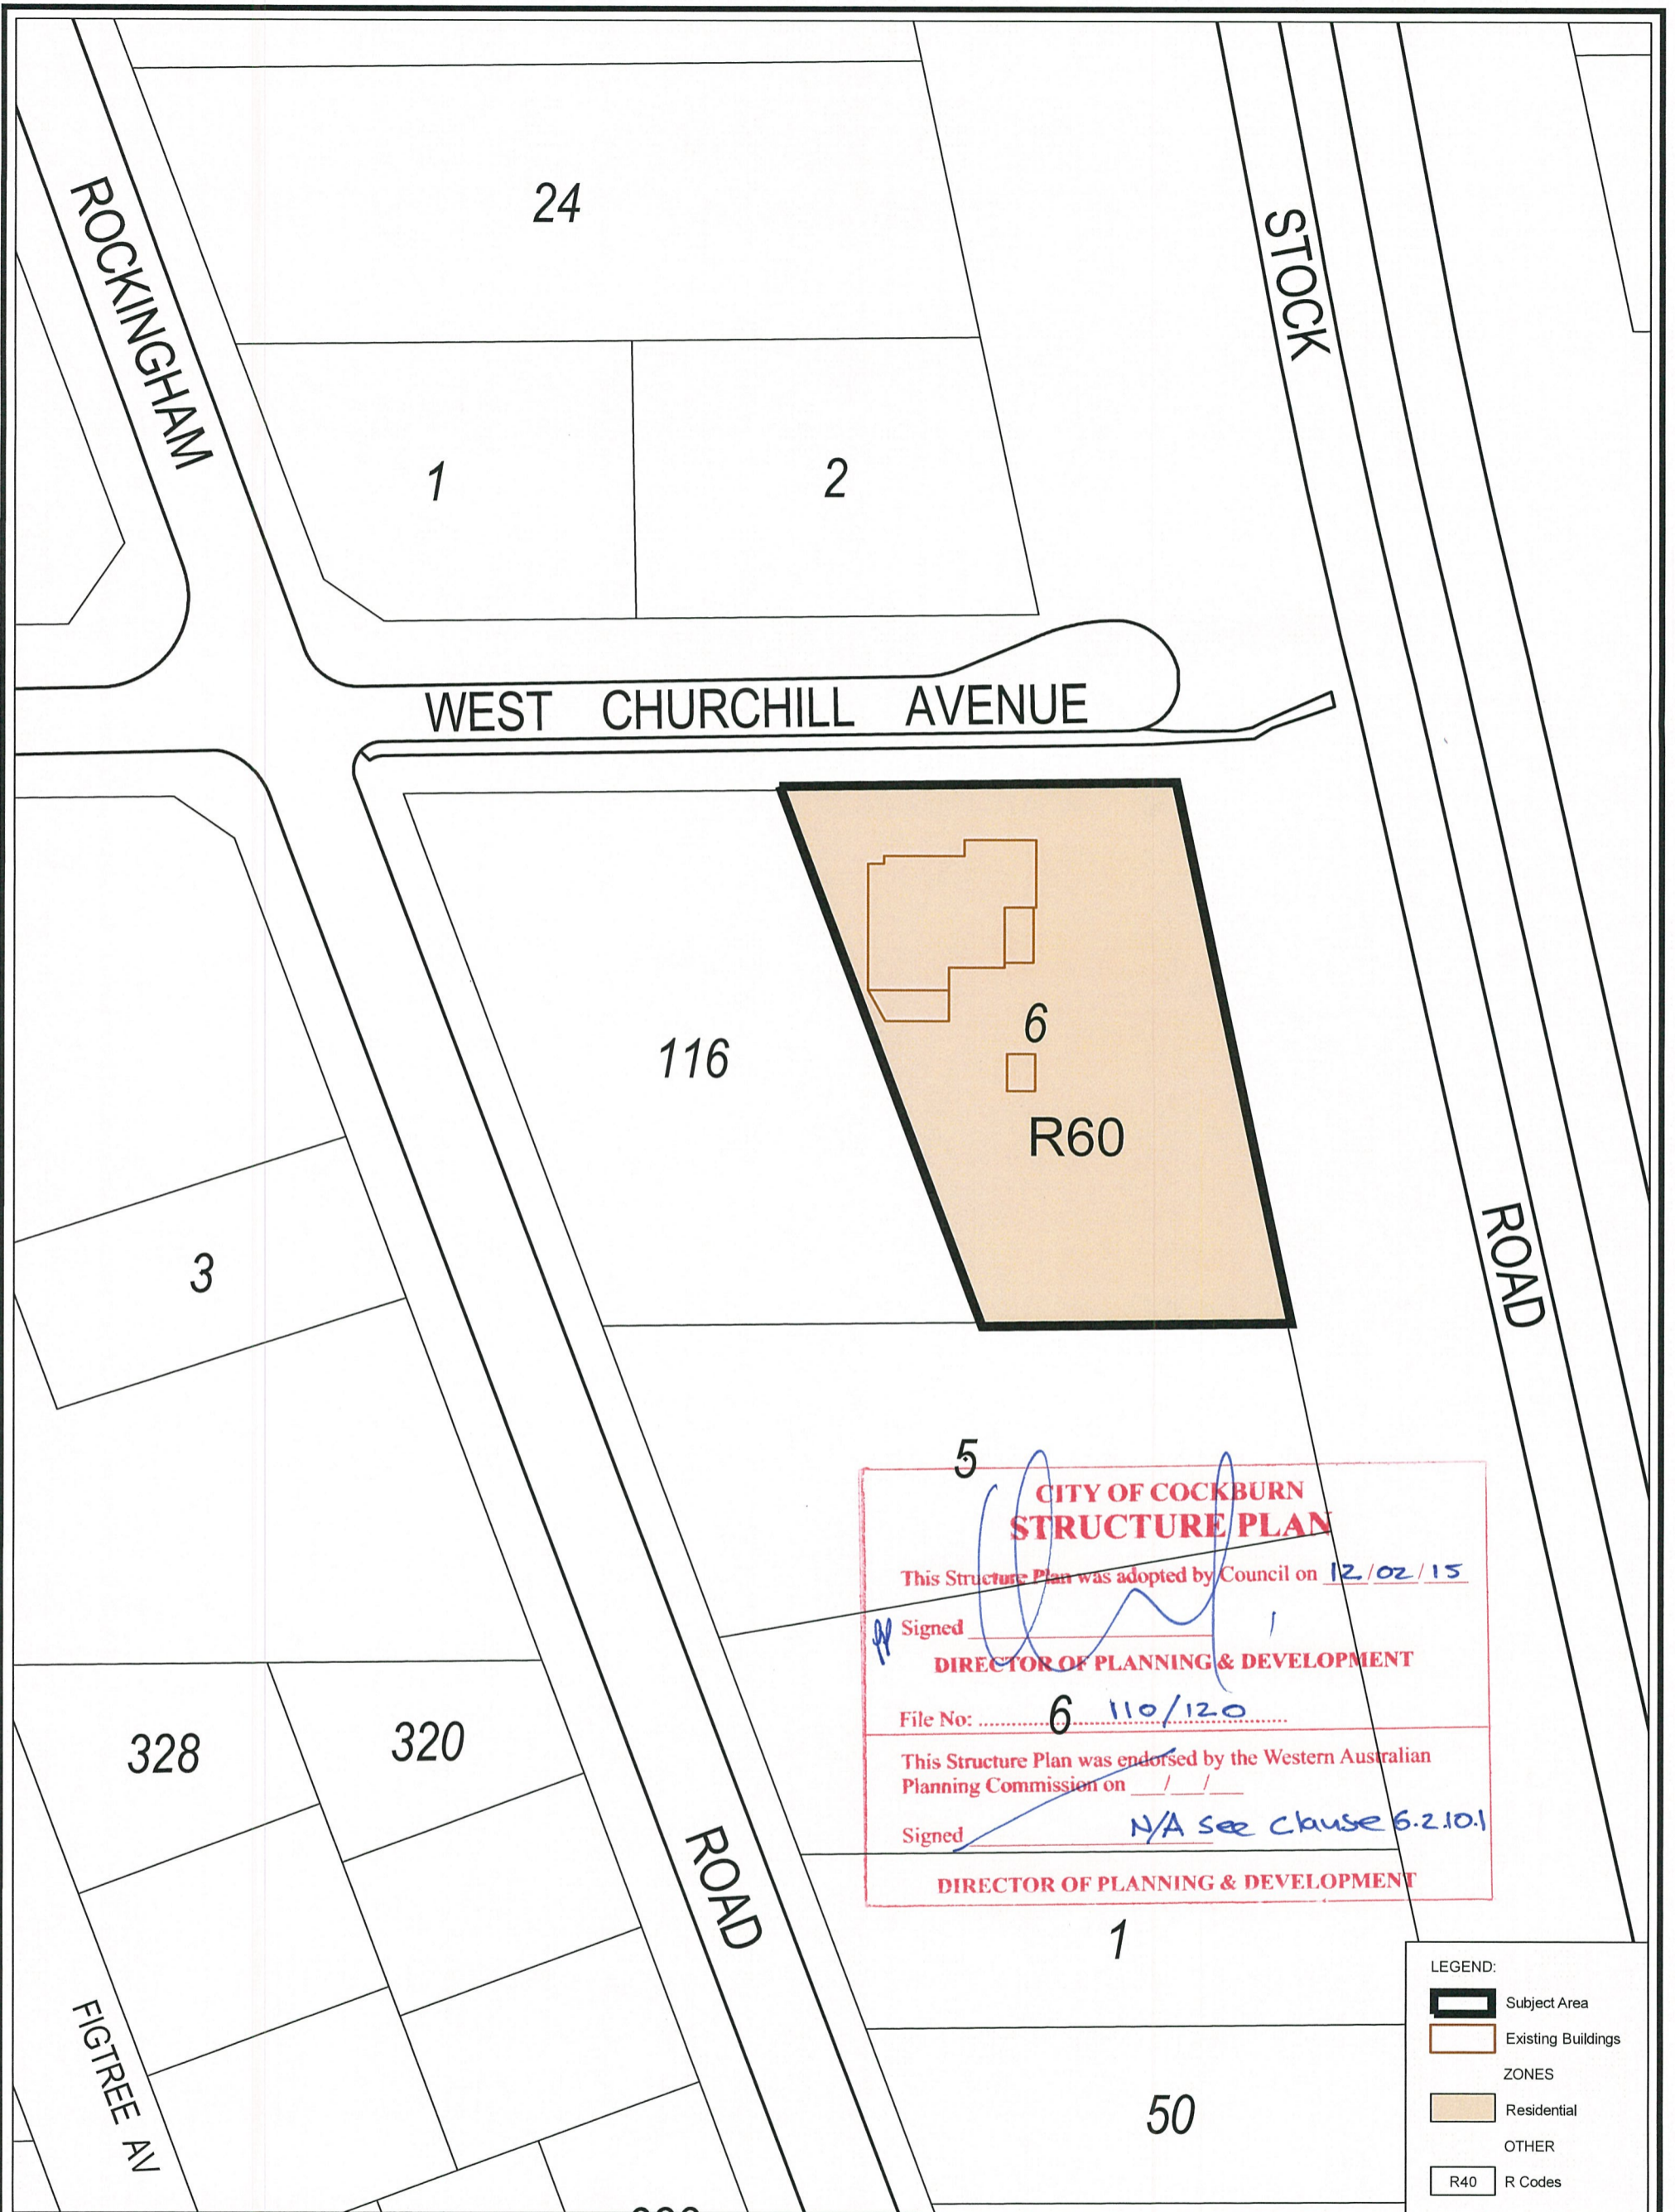 24
ROCKINGHAM
STOCK
1
2
WEST CHURCHILL AVENUE
6
116
R60
3
ROAD
5
CITY OF COCKBURN
STRUCTURE PLAN
This Structure Plan was adopted by Council on 12/02/15
Signed
DIRECTOR OF PLANNING & DEVELOPMENT
File No: 110/120
6
This Structure Plan was endorsed by the Western Australian
Planning Commission on / /
Signed N/A see clause 6.2.10.1
DIRECTOR OF PLANNING & DEVELOPMENT
328
320
ROAD
1
FIGTREE AV
50
LEGEND:
Subject Area
Existing Buildings
ZONES
Residential
OTHER
R40 R Codes